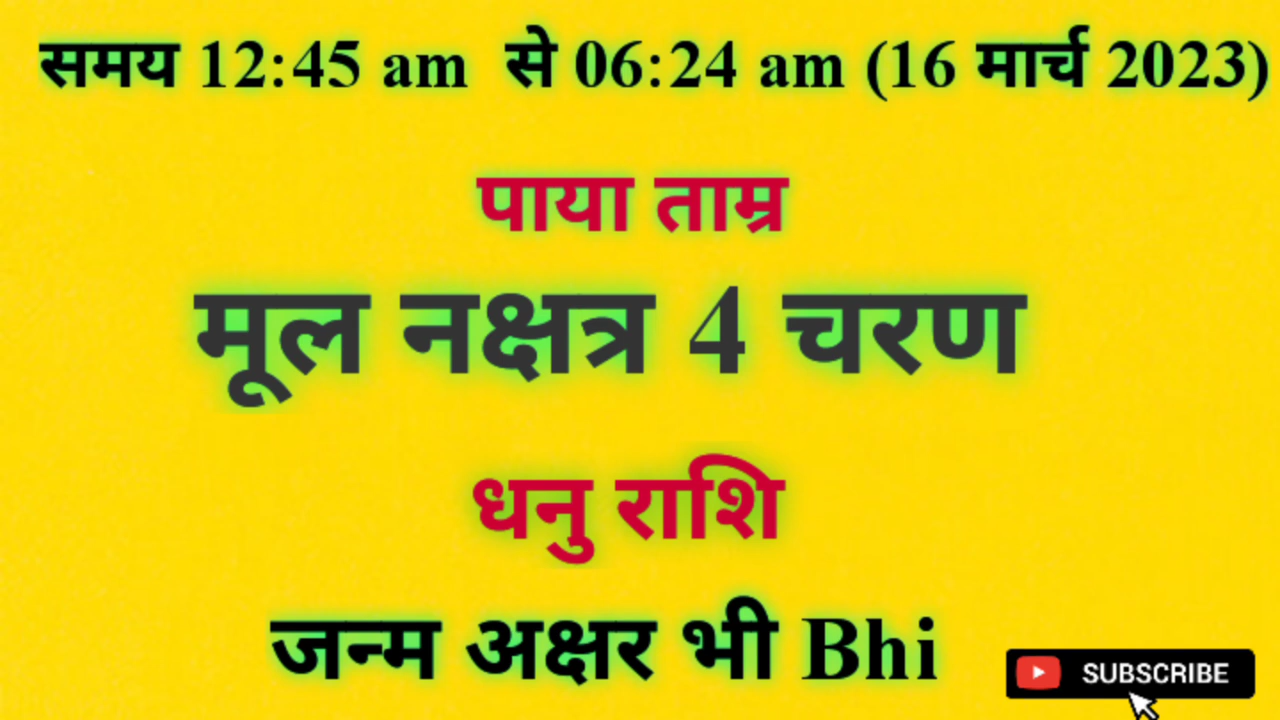 समय 12:45 am से 06:24 am (16 मार्च 2023)
पाया ताम्र
मूल नक्षत्र 4 चरण
धनु राशि
जन्म अक्षर भी Bhi
SUBSCRIBE